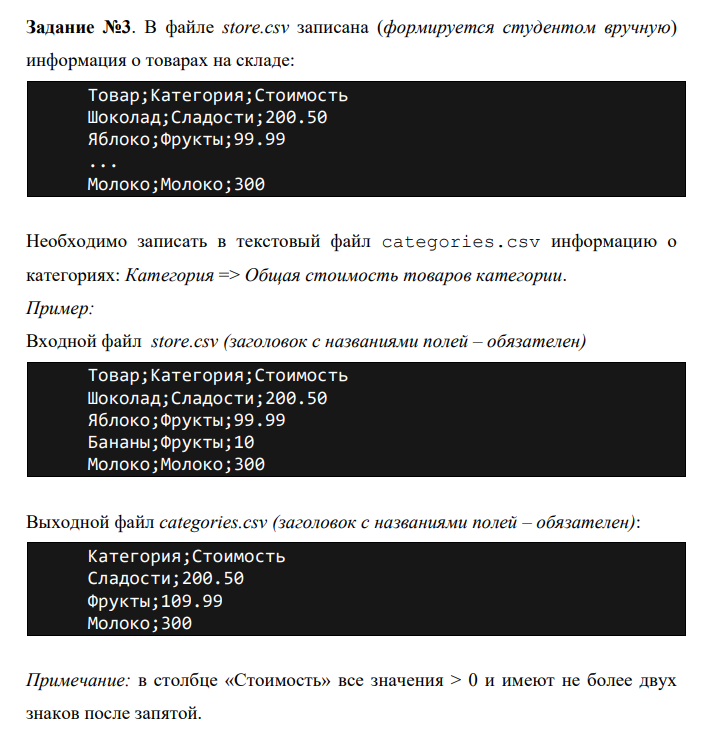 Задание №3. В файле store.csv записана (формируется студентом вручную)
информация о товарах на складе:
Товар;Категория;Стоимость
Шоколад;Сладости;200.50
Яблоко;Фрукты;99.99
...
Молоко;Молоко;300
Необходимо записать в текстовый файл categories.csv информацию о
категориях: Категория => Общая стоимость товаров категории.
Пример:
Входной файл store.csv (заголовок с названиями полей – обязателен)
Товар;Категория;Стоимость
Шоколад;Сладости;200.50
Яблоко;Фрукты;99.99
Бананы;Фрукты;10
Молоко;Молоко;300
Выходной файл categories.csv (заголовок с названиями полей – обязателен):
Категория;Стоимость
Сладости;200.50
Фрукты;109.99
Молоко;300
Примечание: в столбце «Стоимость» все значения > 0 и имеют не более двух
знаков после запятой.